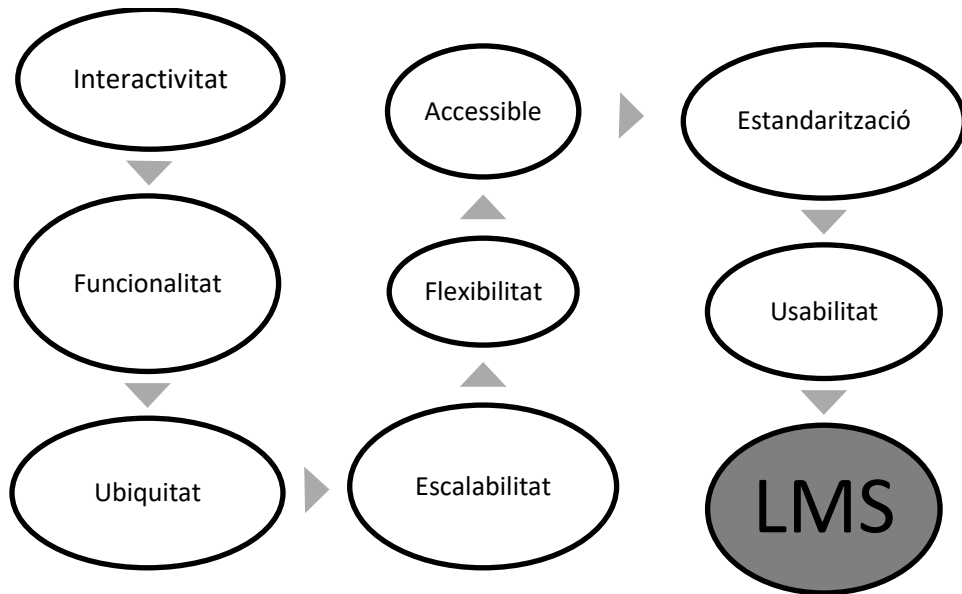 Interactivitat
Funcionalitat
Ubiquitat
Escalabilitat
Flexibilitat
Accessible
Estandarització
Usabilitat
LMS